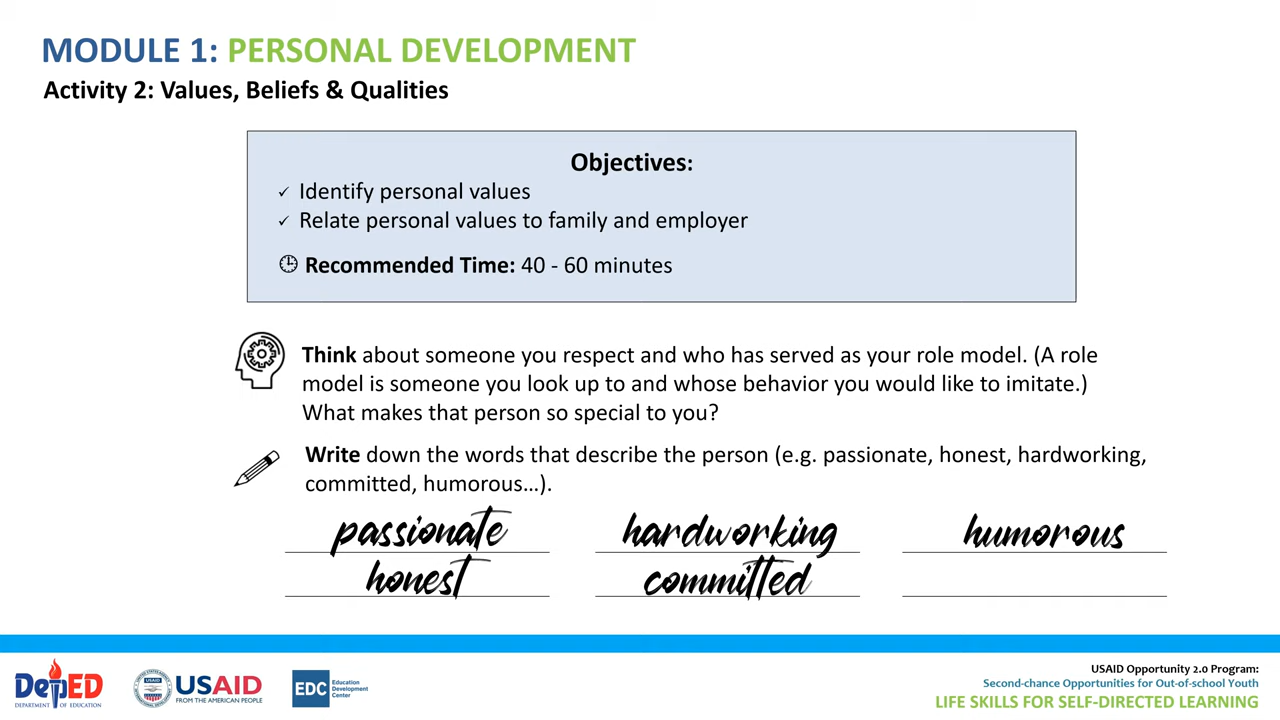 MODULE 1: PERSONAL DEVELOPMENT
Activity 2: Values, Beliefs & Qualities
Objectives:
✓ Identify personal values
✓ Relate personal values to family and employer
Recommended Time: 40 - 60 minutes
Think about someone you respect and who has served as your role model. (A role
model is someone you look up to and whose behavior you would like to imitate.)
What makes that person so special to you?
Write down the words that describe the person (e.g. passionate, honest, hardworking,
committed, humorous...).
passionate hardworking humorous
honest committed
DepED
DEPARTMENT OF EDUCATION
USAID
FROM THE AMERICAN PEOPLE
EDC
Education
Development
Center
USAID Opportunity 2.0 Program:
Second-chance Opportunities for Out-of-school Youth
LIFE SKILLS FOR SELF-DIRECTED LEARNING